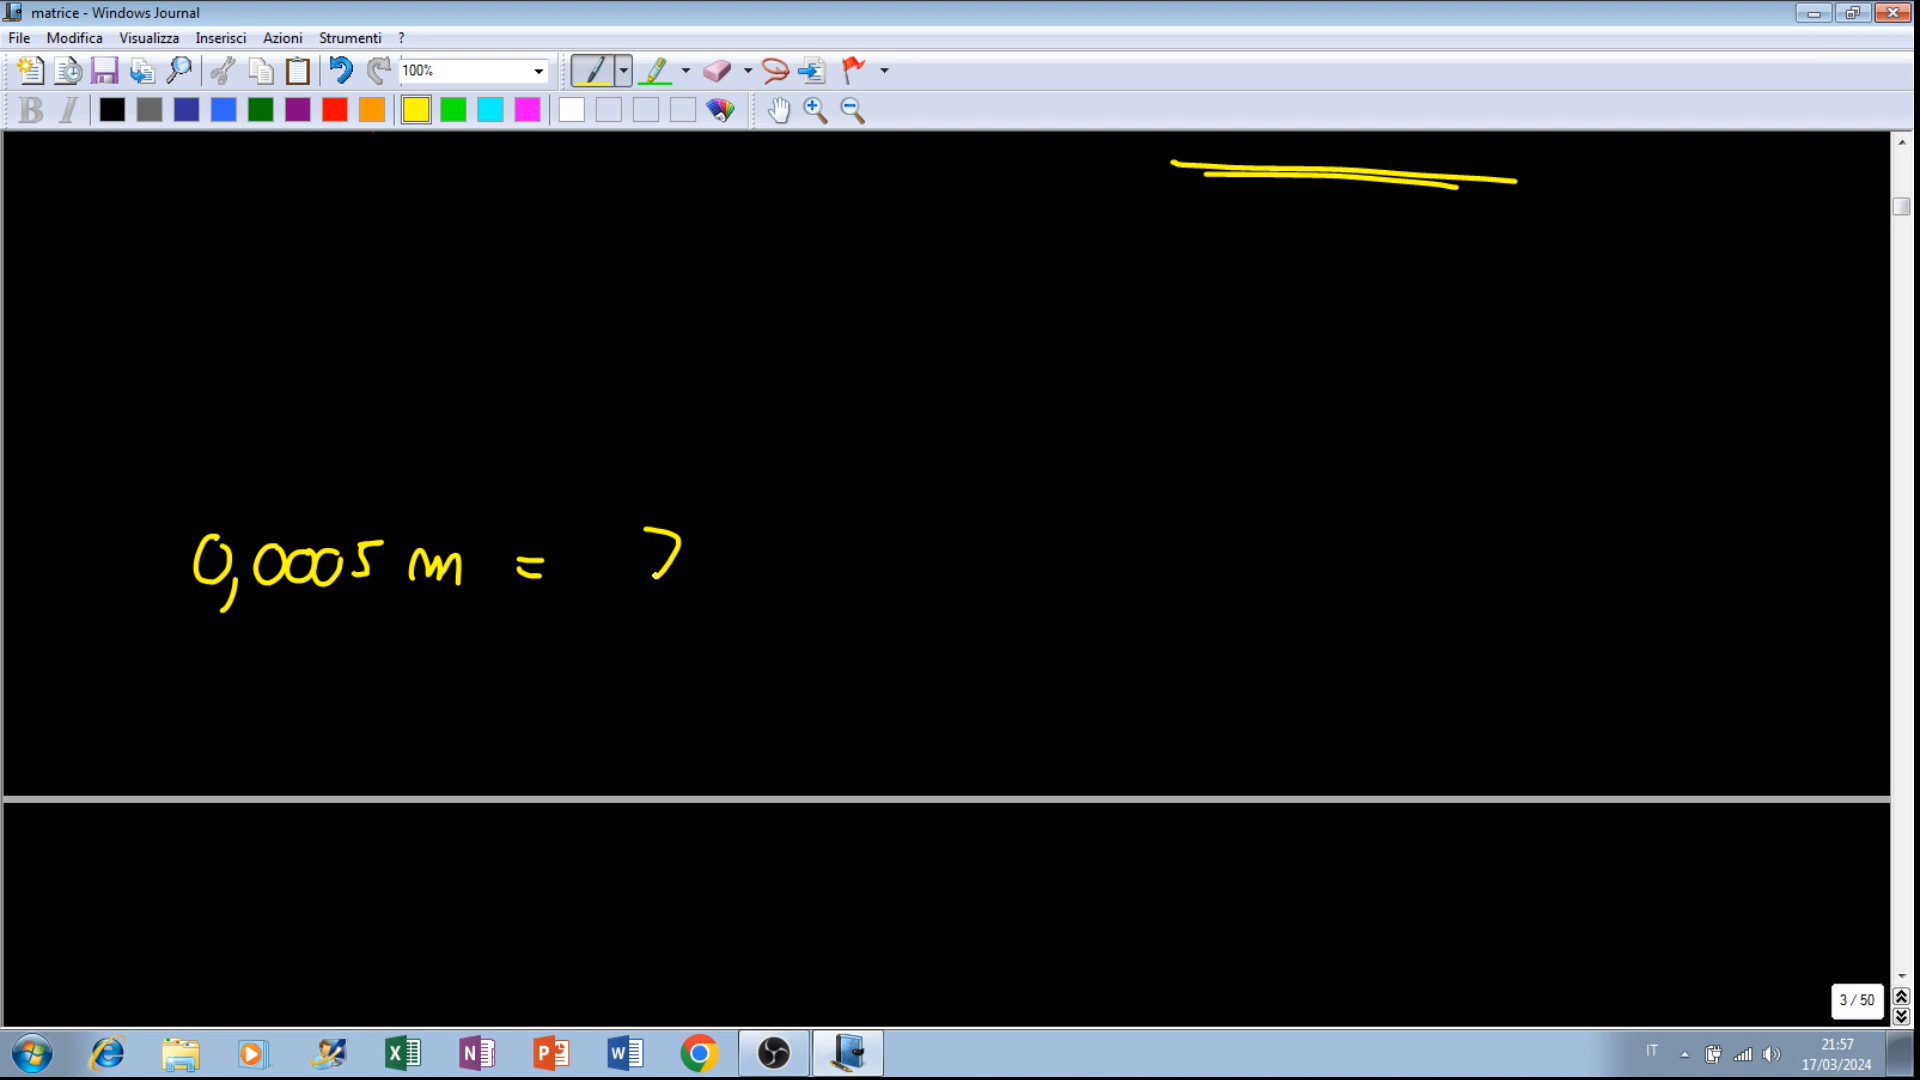 matrice - Windows Journal
File Modifica Visualizza Inserisci Azioni Strumenti ?
100%
B I
0,0005 m = ?
3 / 50
IT
21:57
17/03/2024